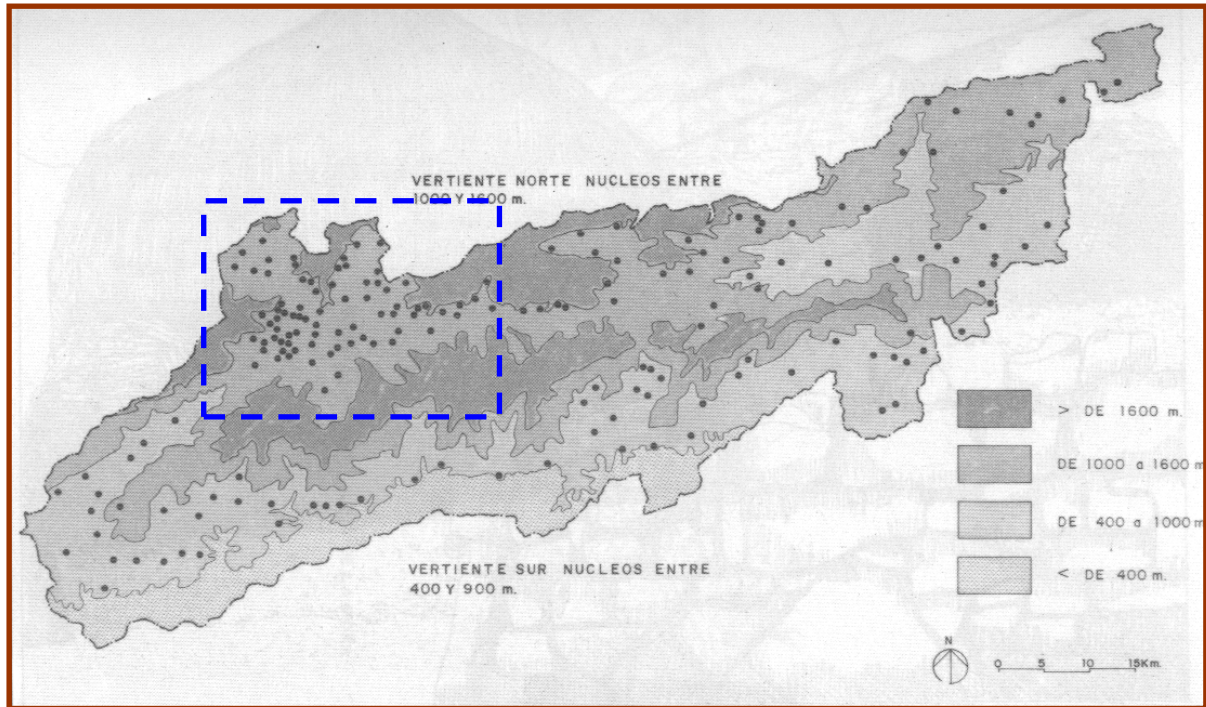 VERTIENTE NORTE NUCLEOS ENTRE
1000 Y 1600 m.
> DE 1600 m.
DE 1000 a 1600 m
DE 400 a 1000 m
< DE 400 m.
VERTIENTE SUR NUCLEOS ENTRE
400 Y 900 m.
N
0 5 10 15Km.